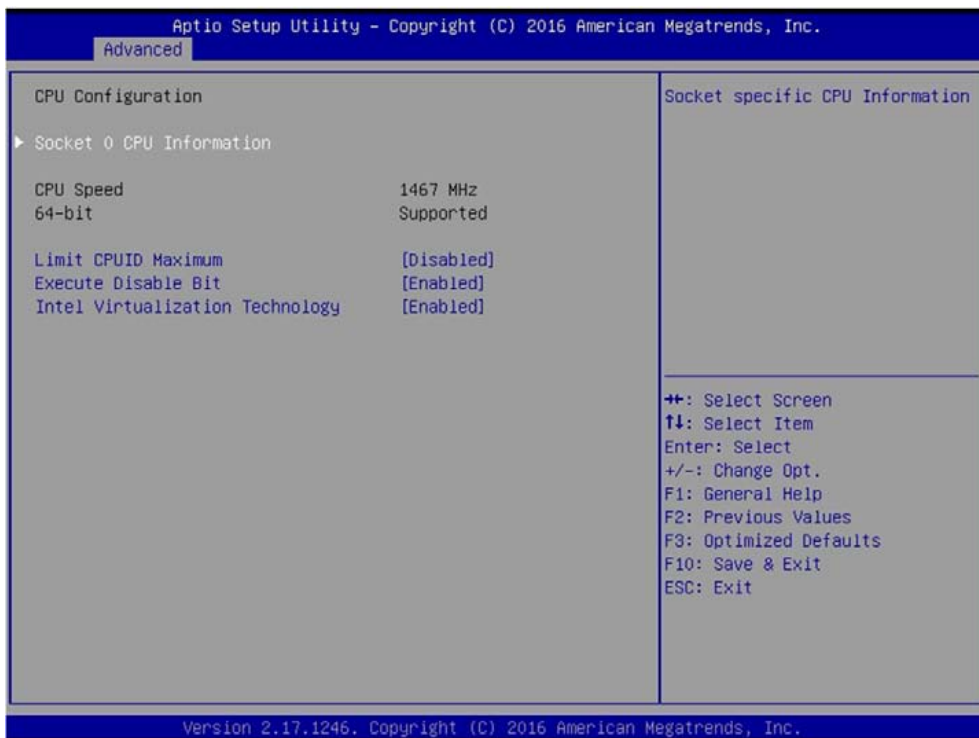 Aptio Setup Utility – Copyright (C) 2016 American Megatrends, Inc.
Advanced
CPU Configuration
Socket 0 CPU Information
CPU Speed 1467 MHz
64-bit Supported
Limit CPUID Maximum [Disabled]
Execute Disable Bit [Enabled]
Intel Virtualization Technology [Enabled]
Socket specific CPU Information
→←: Select Screen
↑↓: Select Item
Enter: Select
+/-: Change Opt.
F1: General Help
F2: Previous Values
F3: Optimized Defaults
F10: Save & Exit
ESC: Exit
Version 2.17.1246. Copyright (C) 2016 American Megatrends, Inc.